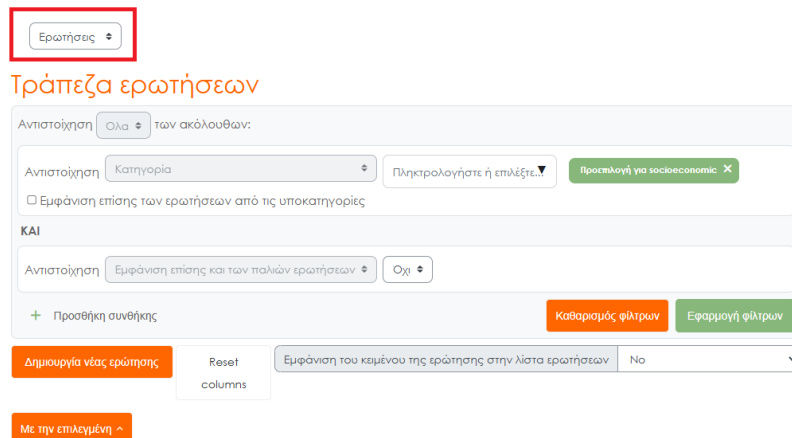 Ερωτήσεις
Τράπεζα ερωτήσεων
Αντιστοίχηση Ολα των ακόλουθων:
Αντιστοίχηση Κατηγορία Πληκτρολογήστε ή επιλέξτε... Προεπιλογή για socioeconomic ×
Εμφάνιση επίσης των ερωτήσεων από τις υποκατηγορίες
ΚΑΙ
Αντιστοίχηση Εμφάνιση επίσης και των παλιών ερωτήσεων Οχι
+ Προσθήκη συνθήκης Καθαρισμός φίλτρων Εφαρμογή φίλτρων
Δημιουργία νέας ερώτησης Reset columns Εμφάνιση του κειμένου της ερώτησης στην λίστα ερωτήσεων No
Με την επιλεγμένη